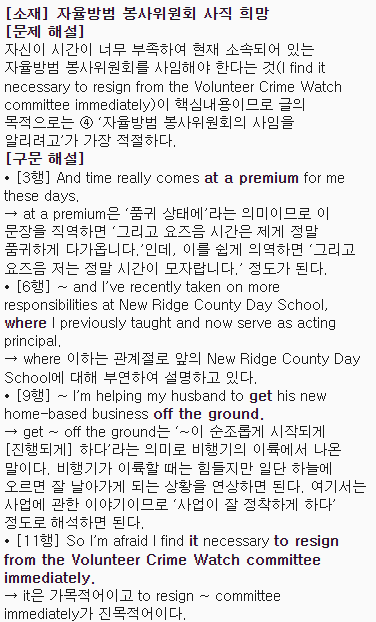 [소재] 자율방범 봉사위원회 사직 희망
[문제 해설]
자신이 시간이 너무 부족하여 현재 소속되어 있는
자율방범 봉사위원회를 사임해야 한다는 것(I find it
necessary to resign from the Volunteer Crime Watch
committee immediately)이 핵심내용이므로 글의
목적으로는 ④ ‘자율방범 봉사위원회의 사임을
알리려고’가 가장 적절하다.
[구문 해설]
• [3행] And time really comes at a premium for me
these days.
→ at a premium은 ‘품귀 상태에’라는 의미이므로 이
문장을 직역하면 ‘그리고 요즈음 시간은 제게 정말
품귀하게 다가옵니다.’인데, 이를 쉽게 의역하면 ‘그리고
요즈음 저는 정말 시간이 모자랍니다.’ 정도가 된다.
• [6행] ~ and I’ve recently taken on more
responsibilities at New Ridge County Day School,
where I previously taught and now serve as acting
principal.
→ where 이하는 관계절로 앞의 New Ridge County Day
School에 대해 부연하여 설명하고 있다.
• [9행] ~ I’m helping my husband to get his new
home-based business off the ground.
→ get ~ off the ground는 ‘~이 순조롭게 시작되게
[진행되게] 하다’라는 의미로 비행기의 이륙에서 나온
말이다. 비행기가 이륙할 때는 힘들지만 일단 하늘에
오르면 잘 날아가게 되는 상황을 연상하면 된다. 여기서는
사업에 관한 이야기이므로 ‘사업이 잘 정착하게 하다’
정도로 해석하면 된다.
• [11행] So I’m afraid I find it necessary to resign
from the Volunteer Crime Watch committee
immediately.
→ it은 가목적어이고 to resign ~ committee
immediately가 진목적어이다.